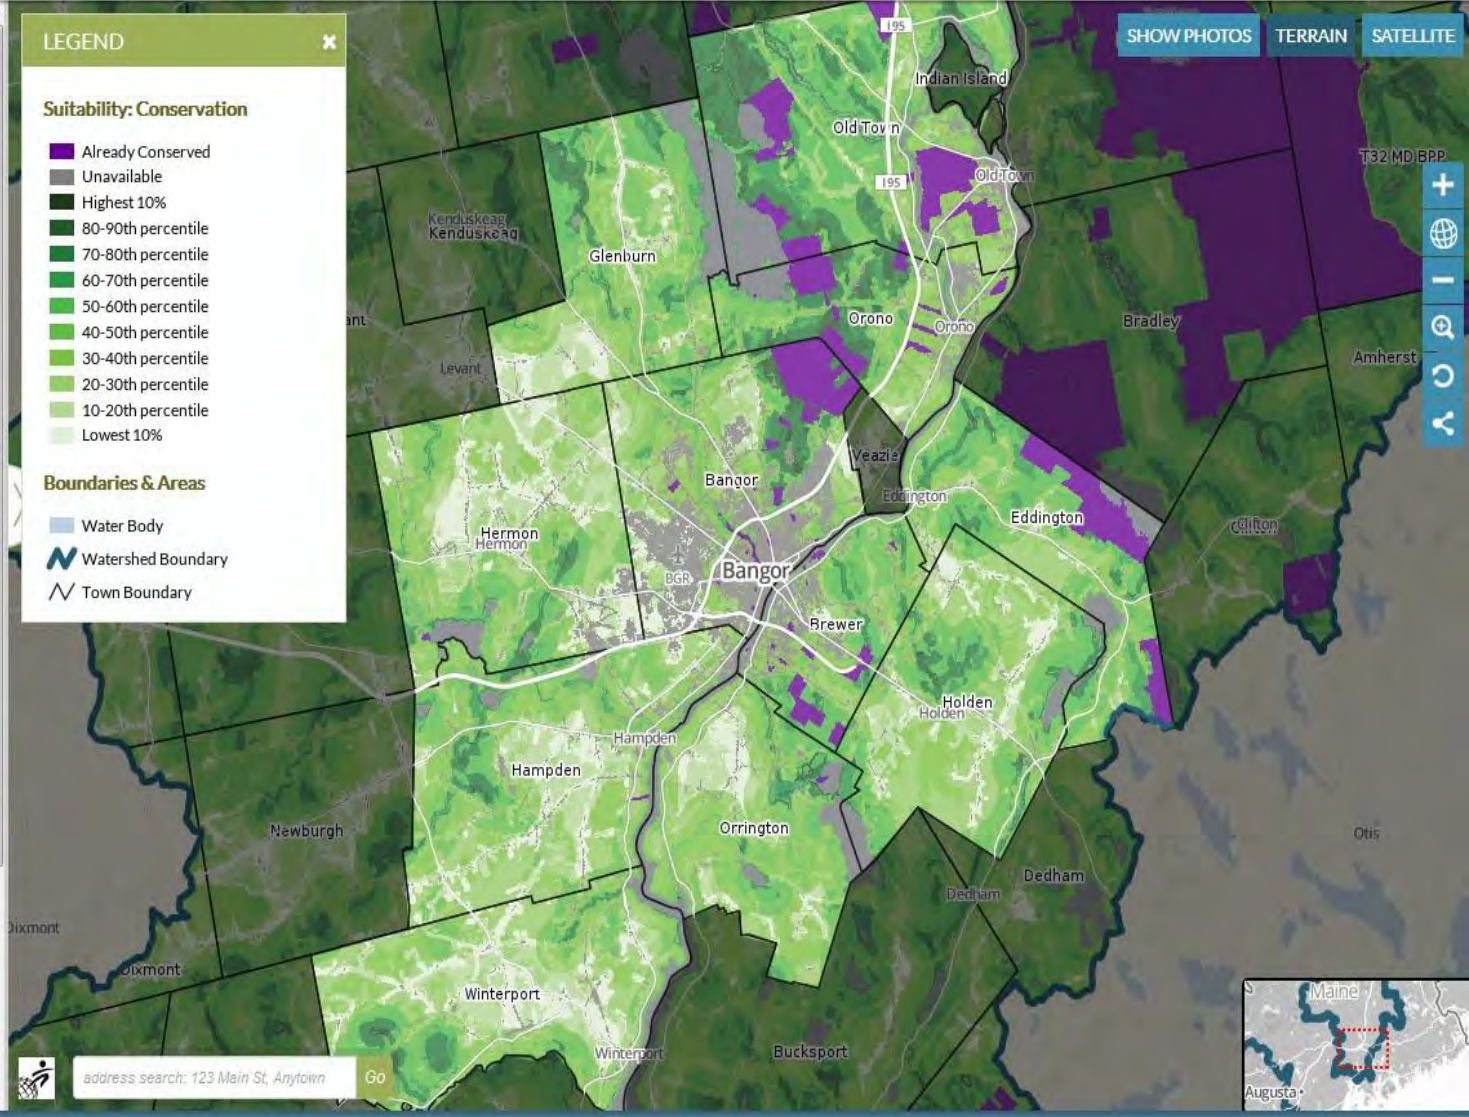 LEGEND
Suitability: Conservation
Already Conserved
Unavailable
Highest 10%
80-90th percentile
70-80th percentile
60-70th percentile
50-60th percentile
40-50th percentile
30-40th percentile
20-30th percentile
10-20th percentile
Lowest 10%
Boundaries & Areas
Water Body
Watershed Boundary
Town Boundary
SHOW PHOTOS
TERRAIN
SATELLITE
I95
Indian Island
Old Town
T32 MD BPP
I95
Old Town
Kenduskeag
Kenduskeag
Glenburn
ant
Orono
Orono
Bradley
Amherst
Levant
Veazie
Bangor
Eddington
Eddington
Clifton
Hermon
Hermon
BGR
Bangor
Brewer
Holden
Holden
Hampden
Hampden
Newburgh
Orrington
Otis
Dedham
Dedham
Dixmont
Dixmont
Winterport
Winterport
Bucksport
Maine
Augusta
address search: 123 Main St, Anytown
Go